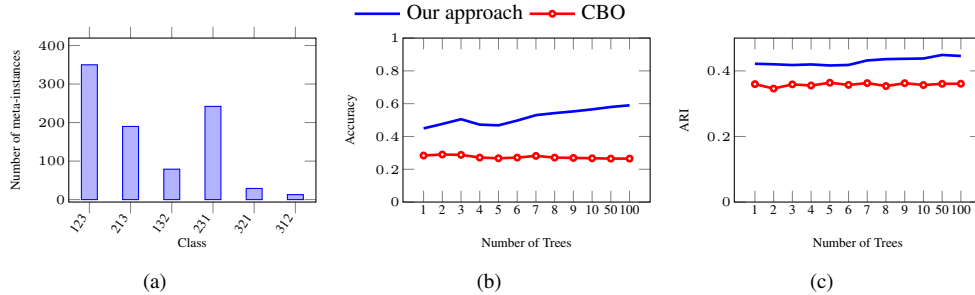 Our approach CBO
400
300
200
100
0
Number of meta-instances
123 213 132 231 321 312
Class
(a)
1
0.8
0.6
0.4
0.2
0
Accuracy
1 2 3 4 5 6 7 8 9 10 50 100
Number of Trees
(b)
0.4
0.2
0
ARI
1 2 3 4 5 6 7 8 9 10 50 100
Number of Trees
(c)